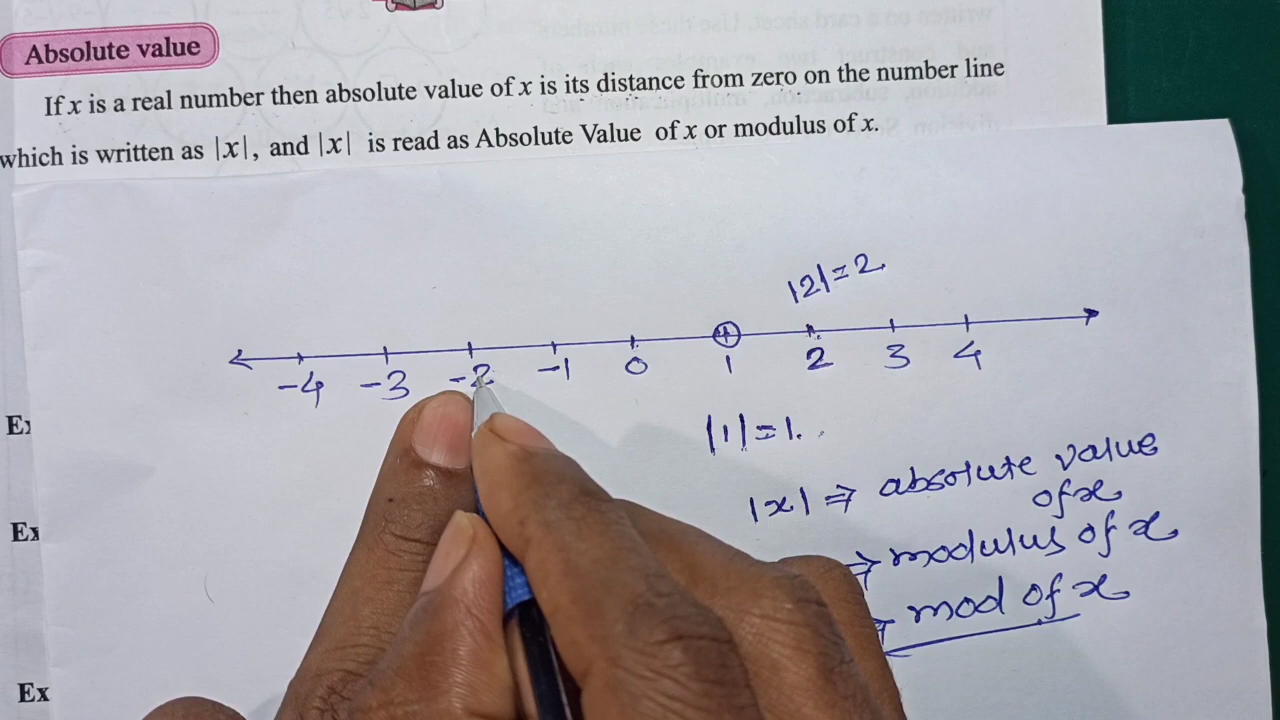 Absolute value
If x is a real number then absolute value of x is its distance from zero on the number line
which is written as |x|, and |x| is read as Absolute Value of x or modulus of x.
|2|=2
-4 -3 -2 -1 0 1 2 3 4
|1|=1.
|x| ⇒ absolute value
of x
⇒ modulus of x
⇒ mod of x
Ex
Ex
Ex